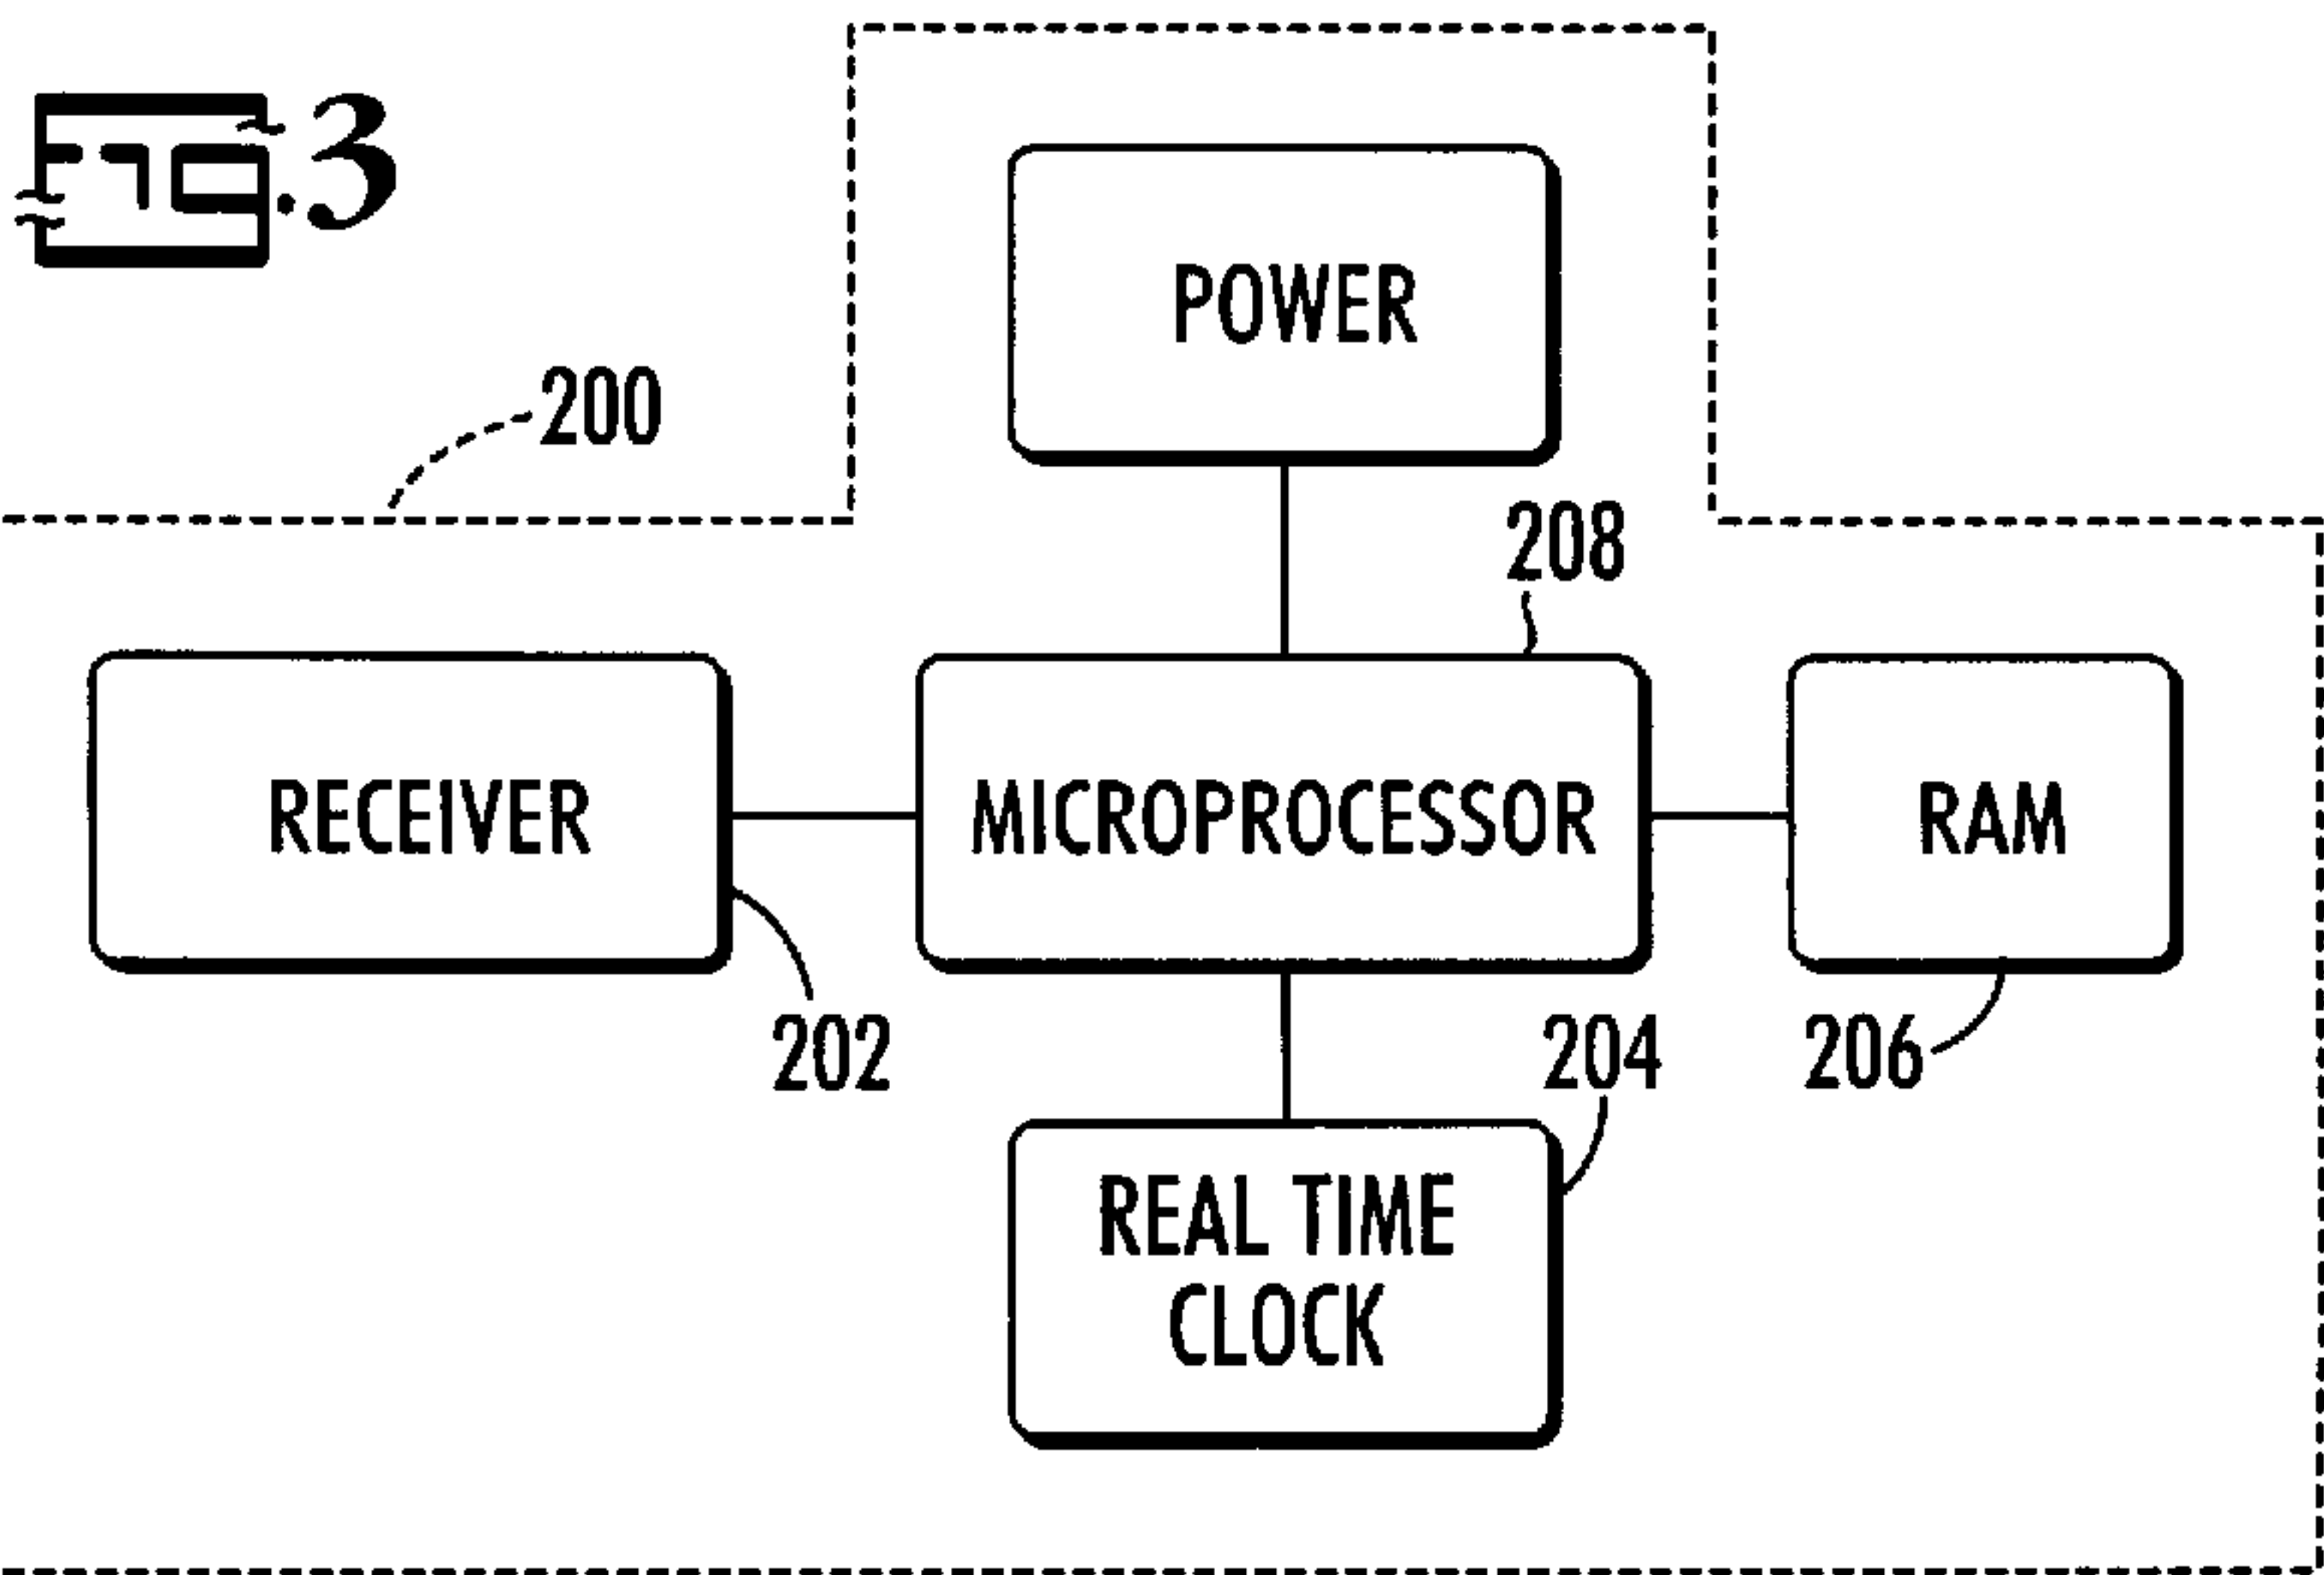 FIG.3
POWER
200
208
RECEIVER
MICROPROCESSOR
RAM
202
204
206
REAL TIME
CLOCK